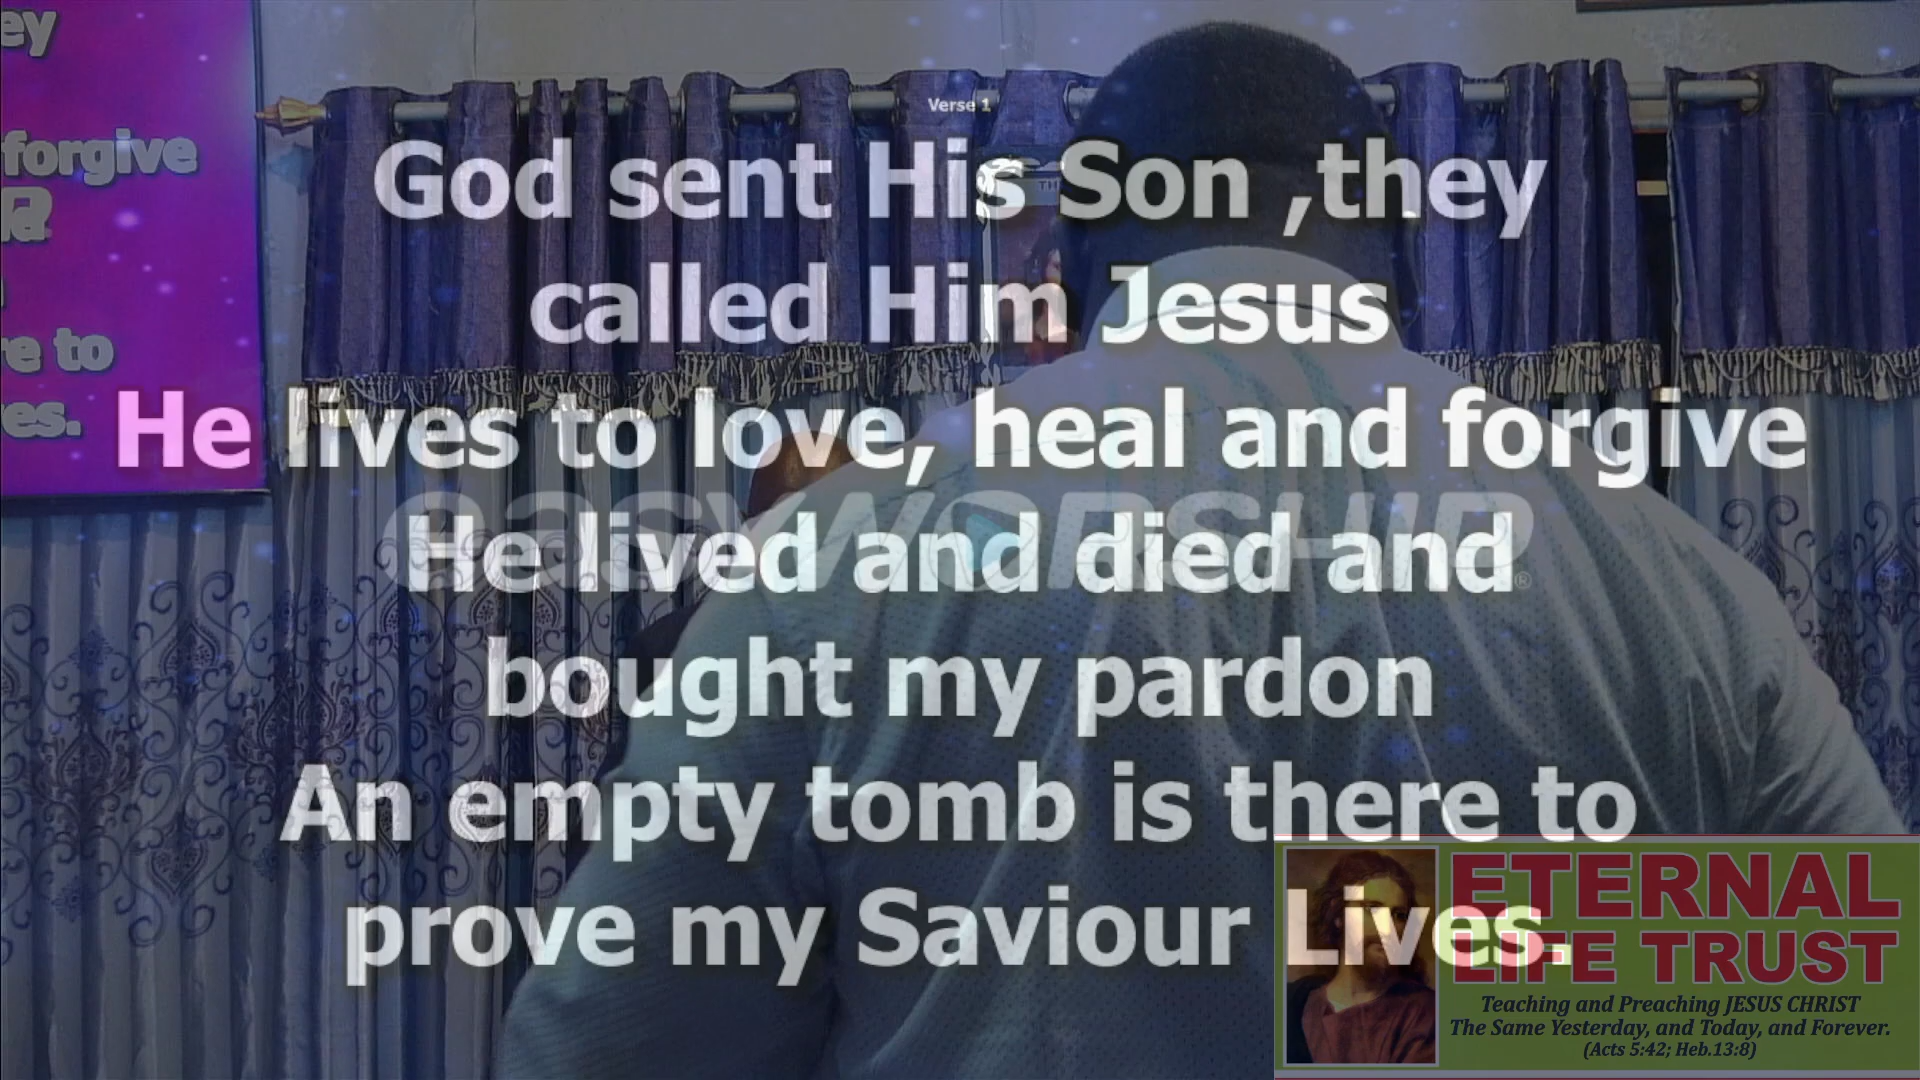 ey
forgive
R
re to
es.
Verse 1
God sent His Son ,they
called Him Jesus
He lives to love, heal and forgive
He lived and died and
bought my pardon
An empty tomb is there to
prove my Saviour Lives.
easyWORSHIP®
TH
ETERNAL
LIFE TRUST
Teaching and Preaching JESUS CHRIST
The Same Yesterday, and Today, and Forever.
(Acts 5:42; Heb.13:8)